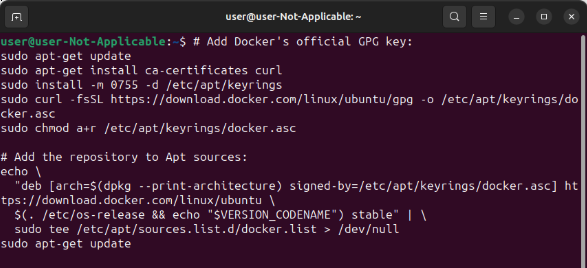 user@user-Not-Applicable: ~
user@user-Not-Applicable:~$ # Add Docker's official GPG key:
sudo apt-get update
sudo apt-get install ca-certificates curl
sudo install -m 0755 -d /etc/apt/keyrings
sudo curl -fsSL https://download.docker.com/linux/ubuntu/gpg -o /etc/apt/keyrings/do
cker.asc
sudo chmod a+r /etc/apt/keyrings/docker.asc

# Add the repository to Apt sources:
echo \
  "deb [arch=$(dpkg --print-architecture) signed-by=/etc/apt/keyrings/docker.asc] ht
tps://download.docker.com/linux/ubuntu \
  $(. /etc/os-release && echo "$VERSION_CODENAME") stable" | \
  sudo tee /etc/apt/sources.list.d/docker.list > /dev/null
sudo apt-get update